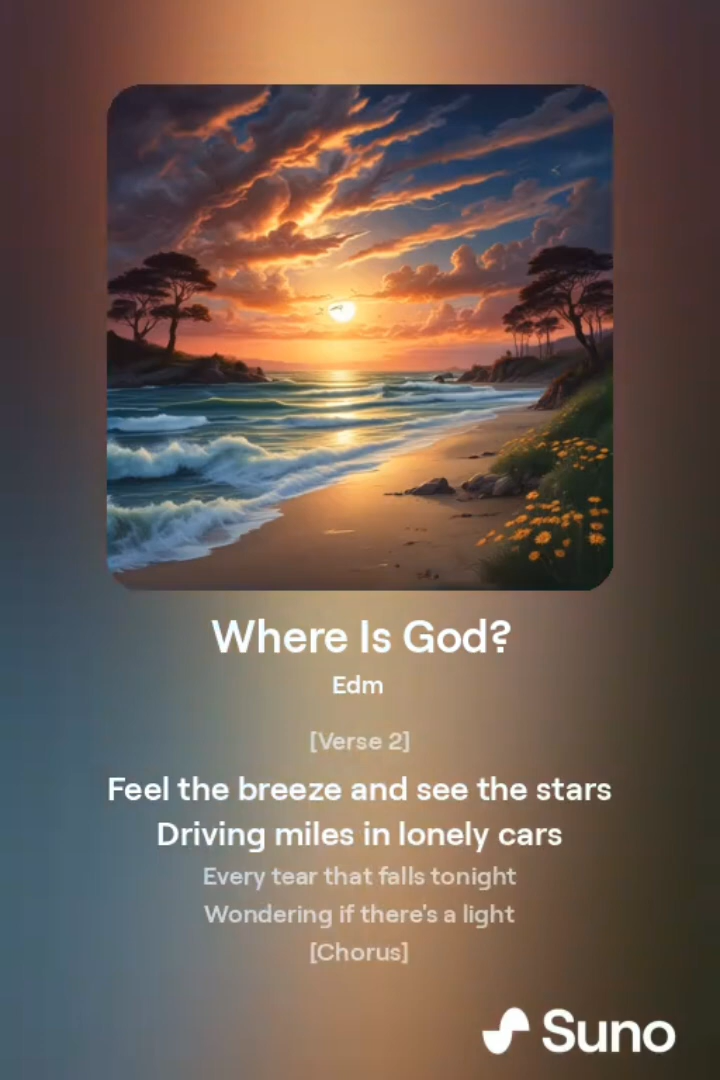 Where Is God?
Edm
[Verse 2]
Feel the breeze and see the stars
Driving miles in lonely cars
Every tear that falls tonight
Wondering if there's a light
[Chorus]
Suno